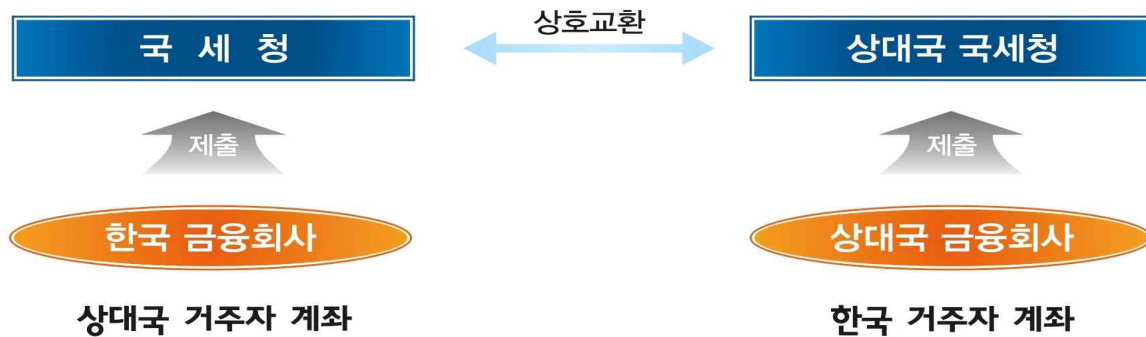 상호교환
국 세 청
상대국 국세청
제출
제출
한국 금융회사
상대국 금융회사
상대국 거주자 계좌
한국 거주자 계좌